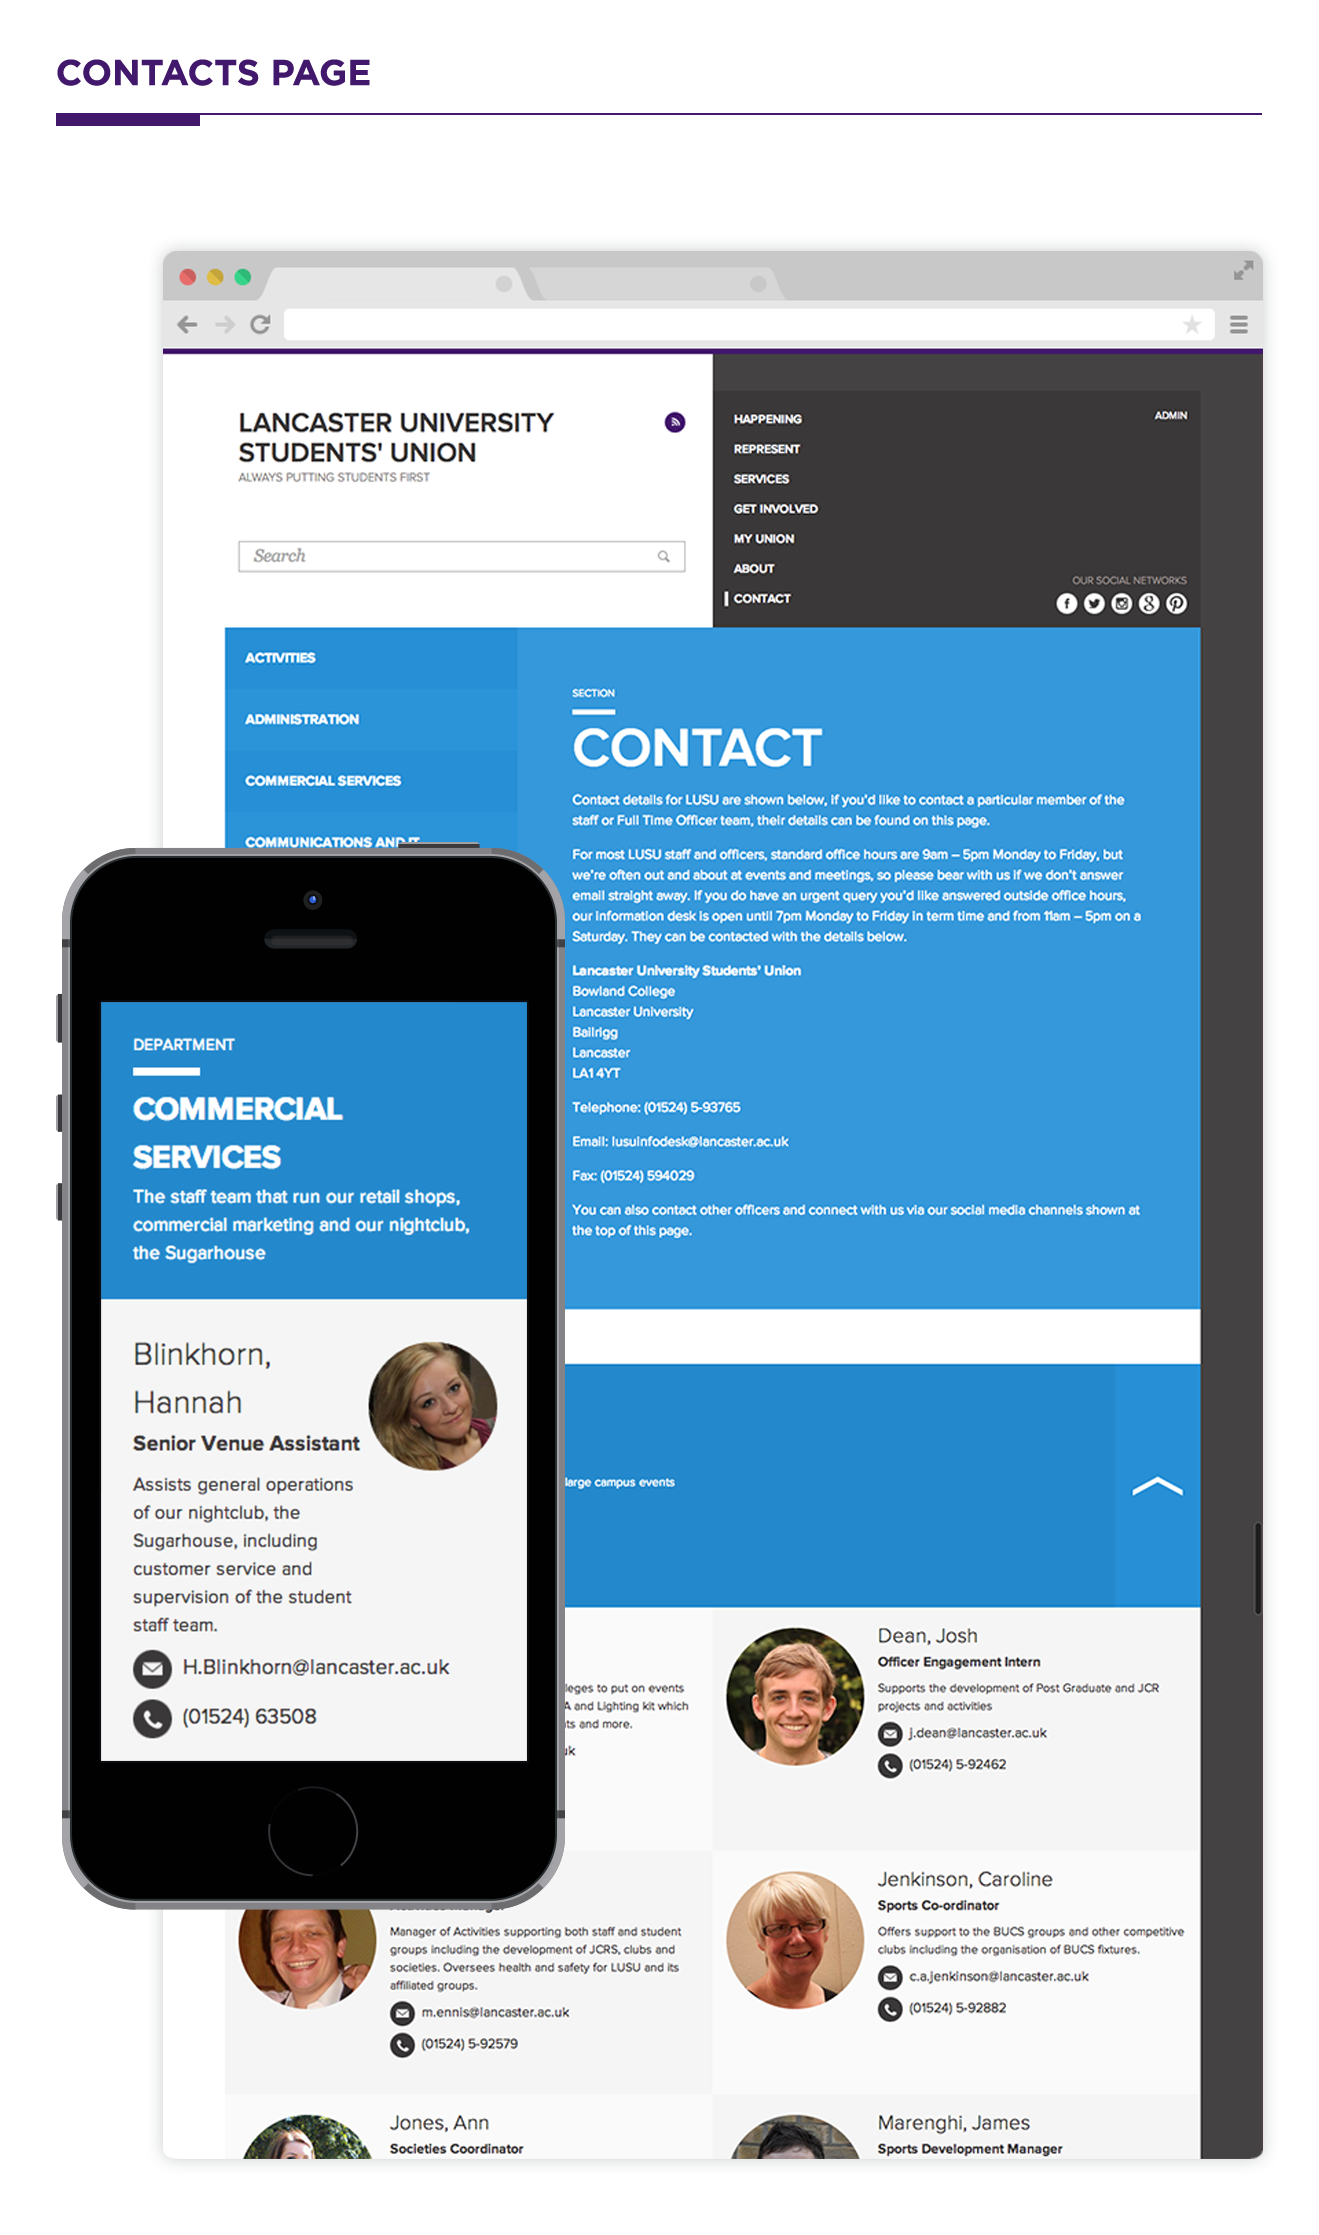 CONTACTS PAGE
LANCASTER UNIVERSITY
STUDENTS' UNION
ALWAYS PUTTING STUDENTS FIRST
Search
HAPPENING
REPRESENT
SERVICES
GET INVOLVED
MY UNION
ABOUT
CONTACT
ADMIN
OUR SOCIAL NETWORKS
ACTIVITIES
ADMINISTRATION
COMMERCIAL SERVICES
COMMUNICATIONS AND IT
SECTION
CONTACT
Contact details for LUSU are shown below, if you'd like to contact a particular member of the
staff or Full Time Officer team, their details can be found on this page.
For most LUSU staff and officers, standard office hours are 9am – 5pm Monday to Friday, but
we're often out and about at events and meetings, so please bear with us if we don't answer
email straight away. If you do have an urgent query you'd like answered outside office hours,
our information desk is open until 7pm Monday to Friday in term time and from 11am – 5pm on a
Saturday. They can be contacted with the details below.
Lancaster University Students' Union
Bowland College
Lancaster University
Bailrigg
Lancaster
LA1 4YT
Telephone: (01524) 5-93765
Email: lusuinfodesk@lancaster.ac.uk
Fax: (01524) 594029
You can also contact other officers and connect with us via our social media channels shown at
the top of this page.
DEPARTMENT
COMMERCIAL
SERVICES
The staff team that run our retail shops,
commercial marketing and our nightclub,
the Sugarhouse
Blinkhorn,
Hannah
Senior Venue Assistant
Assists general operations
of our nightclub, the
Sugarhouse, including
customer service and
supervision of the student
staff team.
H.Blinkhorn@lancaster.ac.uk
(01524) 63508
large campus events
leges to put on events
A and Lighting kit which
ts and more.
uk
Dean, Josh
Officer Engagement Intern
Supports the development of Post Graduate and JCR
projects and activities
j.dean@lancaster.ac.uk
(01524) 5-92462
Manager of Activities supporting both staff and student
groups including the development of JCRS, clubs and
societies. Oversees health and safety for LUSU and its
affiliated groups.
m.ennis@lancaster.ac.uk
(01524) 5-92579
Jenkinson, Caroline
Sports Co-ordinator
Offers support to the BUCS groups and other competitive
clubs including the organisation of BUCS fixtures.
c.a.jenkinson@lancaster.ac.uk
(01524) 5-92882
Jones, Ann
Societies Coordinator
Marenghi, James
Sports Development Manager